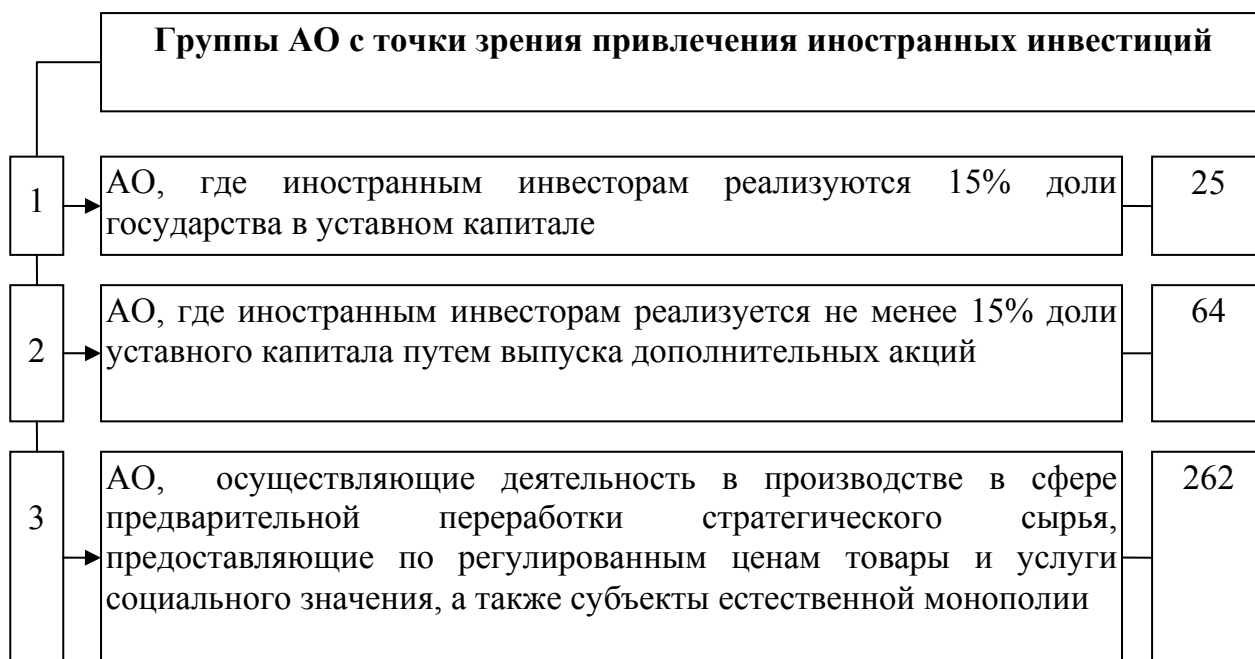 Группы АО с точки зрения привлечения иностранных инвестиций
1
АО, где иностранным инвесторам реализуются 15% доли
государства в уставном капитале
25
2
АО, где иностранным инвесторам реализуется не менее 15% доли
уставного капитала путем выпуска дополнительных акций
64
3
АО, осуществляющие деятельность в производстве в сфере
предварительной переработки стратегического сырья,
предоставляющие по регулированным ценам товары и услуги
социального значения, а также субъекты естественной монополии
262